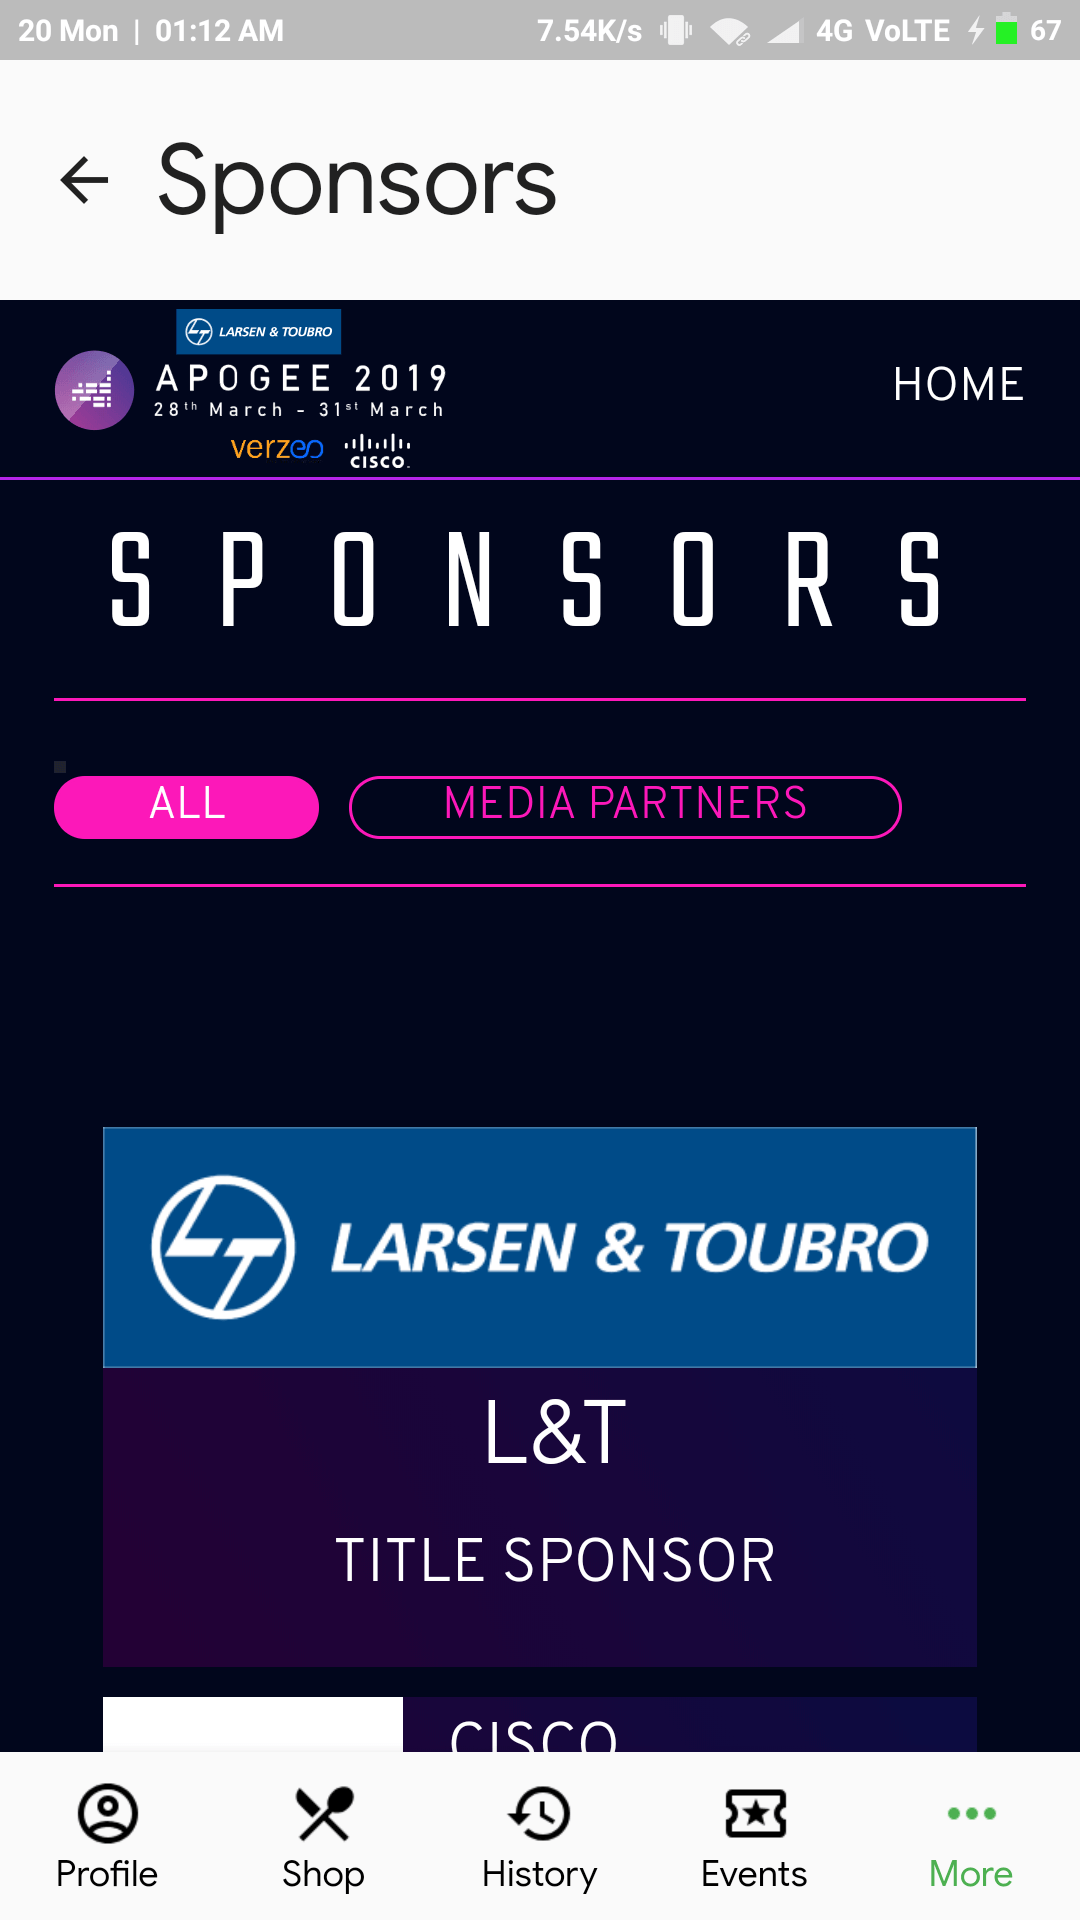 20 Mon | 01:12 AM 7.54K/s 4G VoLTE 67
Sponsors
LARSEN & TOUBRO
APOGEE 2019
28th March - 31st March
verzeo CISCO
HOME
SPONSORS
ALL MEDIA PARTNERS
LARSEN & TOUBRO
L&T
TITLE SPONSOR
CISCO
Profile Shop History Events More